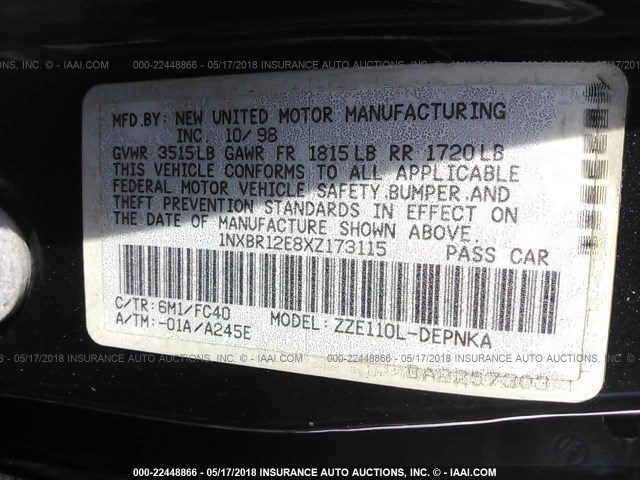 000-22448866 - 05/17/2018 INSURANCE AUTO AUCTIONS, INC. - © IAAI.COM
MFD.BY: NEW UNITED MOTOR MANUFACTURING
INC. 10/98
GVWR 3515LB GAWR FR 1815LB RR 1720LB
THIS VEHICLE CONFORMS TO ALL APPLICABLE
FEDERAL MOTOR VEHICLE SAFETY,BUMPER,AND
THEFT PREVENTION STANDARDS IN EFFECT ON
THE DATE OF MANUFACTURE SHOWN ABOVE.
1NXBR12E8XZ173115 PASS CAR
C/TR: 6M1/FC40
A/TM: -01A/A245E MODEL: ZZE110L-DEPNKA
000-22448866 - 05/17/2018 INSURANCE AUTO AUCTIONS, INC. - © IAAI.COM